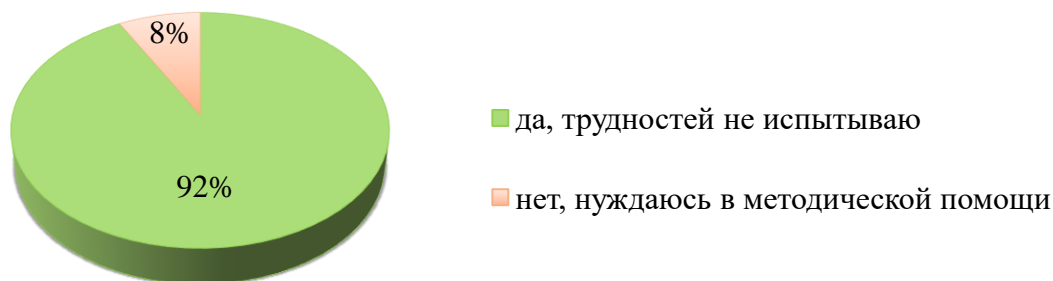 8%
92%
да, трудностей не испытываю
нет, нуждаюсь в методической помощи